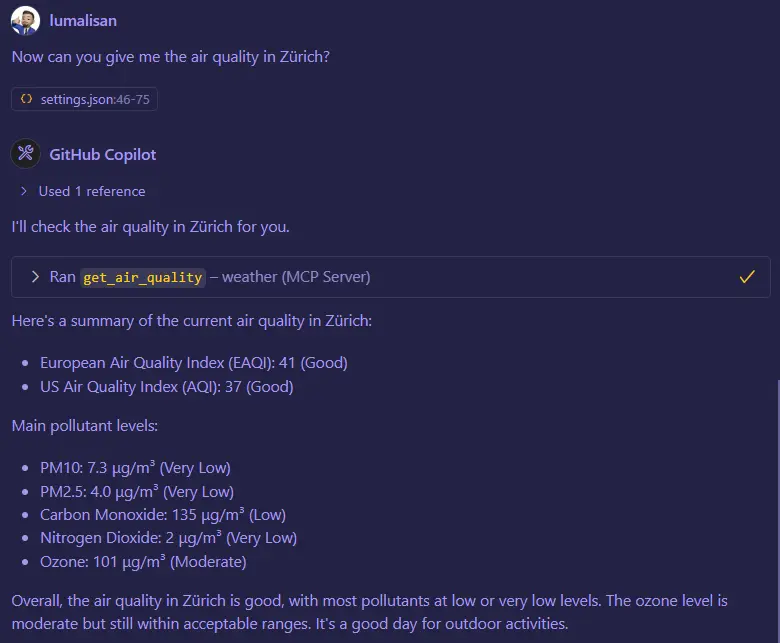 lumalisan
Now can you give me the air quality in Zürich?
settings.json:46-75
GitHub Copilot
Used 1 reference
I'll check the air quality in Zürich for you.
Ran get_air_quality – weather (MCP Server)
Here's a summary of the current air quality in Zürich:
• European Air Quality Index (EAQI): 41 (Good)
• US Air Quality Index (AQI): 37 (Good)
Main pollutant levels:
• PM10: 7.3 μg/m³ (Very Low)
• PM2.5: 4.0 μg/m³ (Very Low)
• Carbon Monoxide: 135 μg/m³ (Low)
• Nitrogen Dioxide: 2 μg/m³ (Very Low)
• Ozone: 101 μg/m³ (Moderate)
Overall, the air quality in Zürich is good, with most pollutants at low or very low levels. The ozone level is
moderate but still within acceptable ranges. It's a good day for outdoor activities.